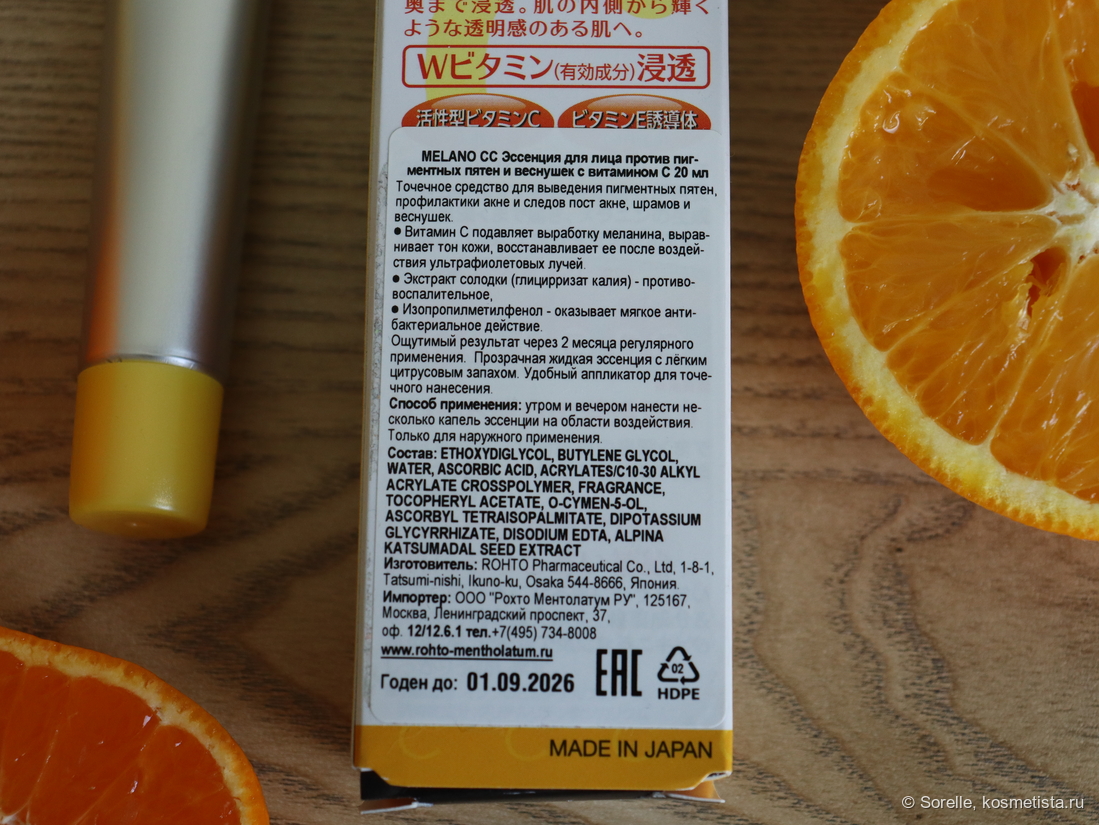 奥まで浸透。肌の内側から輝く
ような透明感のある肌へ。
Wビタミン(有効成分)浸透
活性型ビタミンC ビタミンE誘導体
MELANO CC Эссенция для лица против пиг-
ментных пятен и веснушек с витамином С 20 мл
Точечное средство для выведения пигментных пятен,
профилактики акне и следов пост акне, шрамов и
веснушек.
● Витамин С подавляет выработку меланина, вырав-
нивает тон кожи, восстанавливает ее после воздей-
ствия ультрафиолетовых лучей.
● Экстракт солодки (глицирризат калия) - противо-
воспалительное,
● Изопропилметилфенол - оказывает мягкое анти-
бактериальное действие.
Ощутимый результат через 2 месяца регулярного
применения. Прозрачная жидкая эссенция с лёгким
цитрусовым запахом. Удобный аппликатор для точе-
чного нанесения.
Способ применения: утром и вечером нанести не-
сколько капель эссенции на области воздействия.
Только для наружного применения.
Состав: ETHOXYDIGLYCOL, BUTYLENE GLYCOL,
WATER, ASCORBIC ACID, ACRYLATES/C10-30 ALKYL
ACRYLATE CROSSPOLYMER, FRAGRANCE,
TOCOPHERYL ACETATE, O-CYMEN-5-OL,
ASCORBYL TETRAISOPALMITATE, DIPOTASSIUM
GLYCYRRHIZATE, DISODIUM EDTA, ALPINA
KATSUMADAL SEED EXTRACT
Изготовитель: ROHTO Pharmaceutical Co., Ltd, 1-8-1,
Tatsumi-nishi, Ikuno-ku, Osaka 544-8666, Япония.
Импортер: ООО "Рохто Ментолатум РУ", 125167,
Москва, Ленинградский проспект, 37,
оф. 12/12.6.1 тел.+7(495) 734-8008
www.rohto-mentholatum.ru
Годен до: 01.09.2026
EAC
02
HDPE
MADE IN JAPAN
© Sorelle, kosmetista.ru